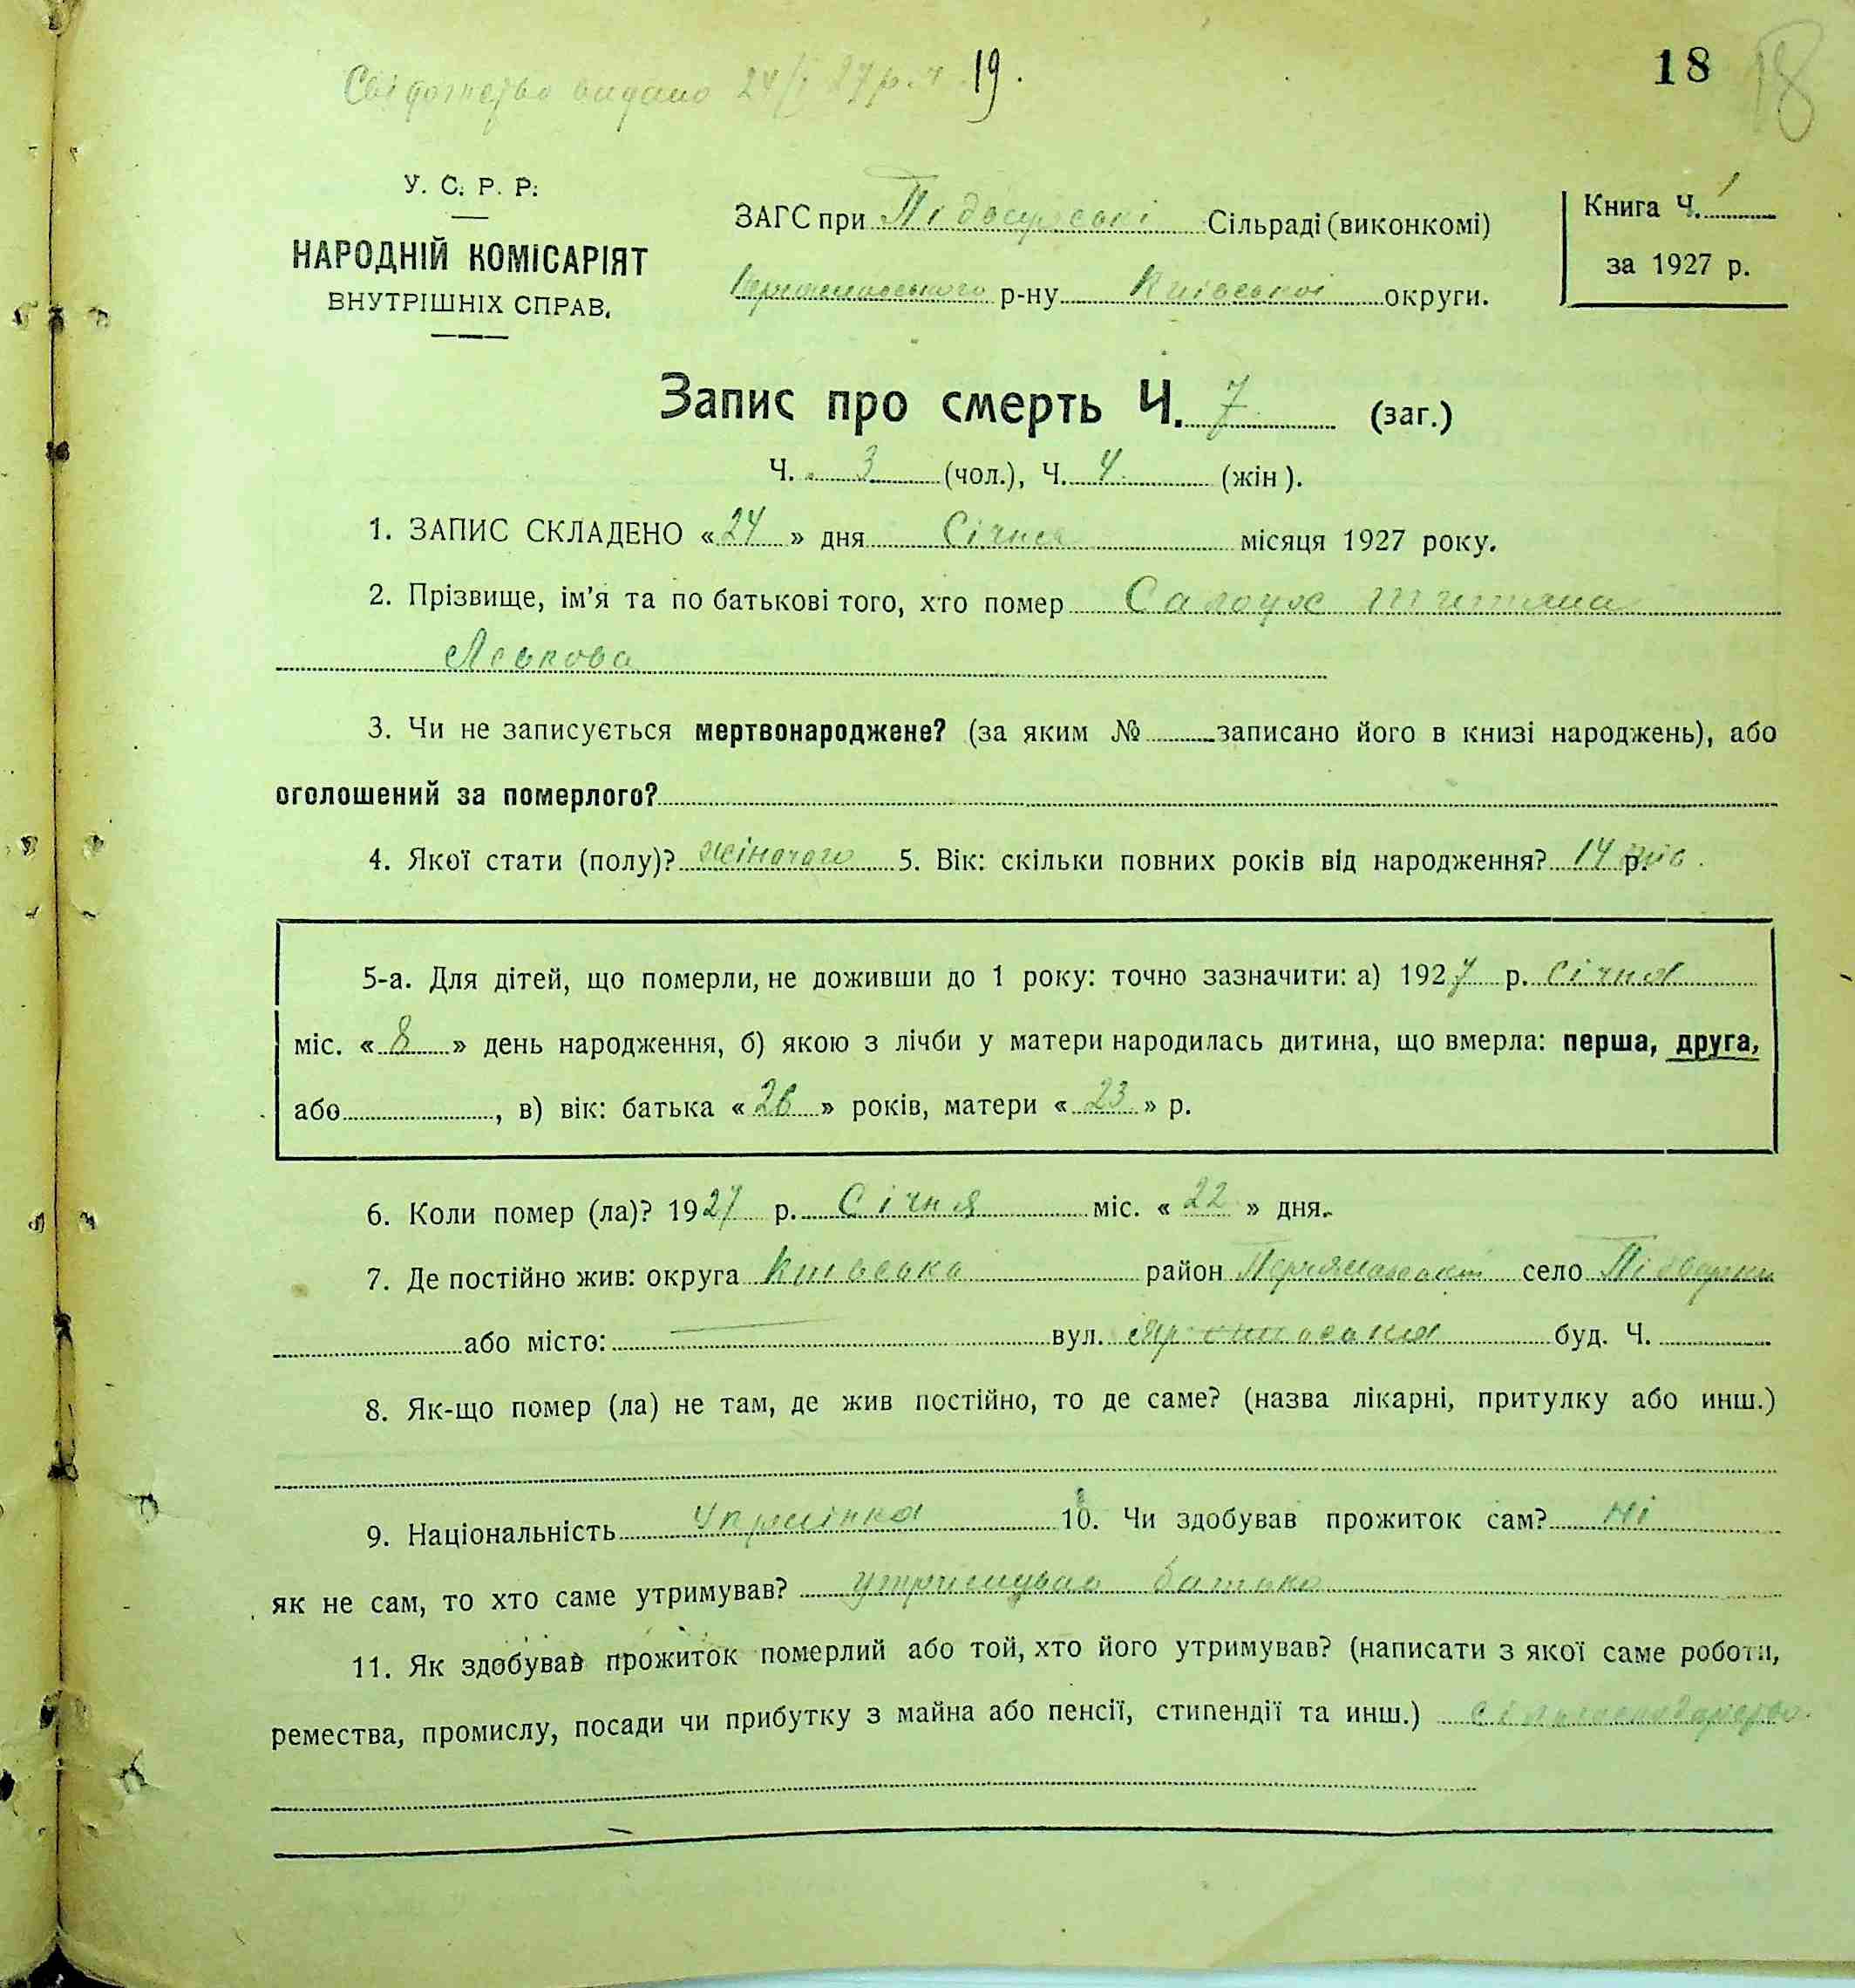 Свідоцтво видано 24/I 27 р. 19.
18 18
У. С. Р. Р.
НАРОДНІЙ КОМІСАРІЯТ
ВНУТРІШНІХ СПРАВ.
ЗАГС при Сільраді (виконкомі)
р-ну Київської округи.
Книга Ч. 1
за 1927 р.
Запис про смерть Ч. 7 (заг.)
Ч. 3 (чол.), Ч. 4 (жін).
1. ЗАПИС СКЛАДЕНО «24» дня Січня місяця 1927 року.
2. Прізвище, ім'я та по батькові того, хто помер
Левкова
3. Чи не записується мертвонароджене? (за яким № записано його в книзі народжень), або
оголошений за померлого?
4. Якої стати (полу)? жіночого 5. Вік: скільки повних років від народження? 14 р. днів.
5-а. Для дітей, що померли, не доживши до 1 року: точно зазначити: а) 1927 р. Січня
міс. «8» день народження, б) якою з лічби у матери народилась дитина, що вмерла: перша, друга,
або , в) вік: батька «26» років, матери «23» р.
6. Коли помер (ла)? 1927 р. Січня міс. «22» дня.
7. Де постійно жив: округа Київська район село Підварки
або місто: вул. буд. Ч.
8. Як-що помер (ла) не там, де жив постійно, то де саме? (назва лікарні, притулку або инш.)
9. Національність Українка 10. Чи здобував прожиток сам? Ні
як не сам, то хто саме утримував? утримував батько
11. Як здобував прожиток померлий або той, хто його утримував? (написати з якої саме роботи,
ремества, промислу, посади чи прибутку з майна або пенсії, стипендії та инш.)